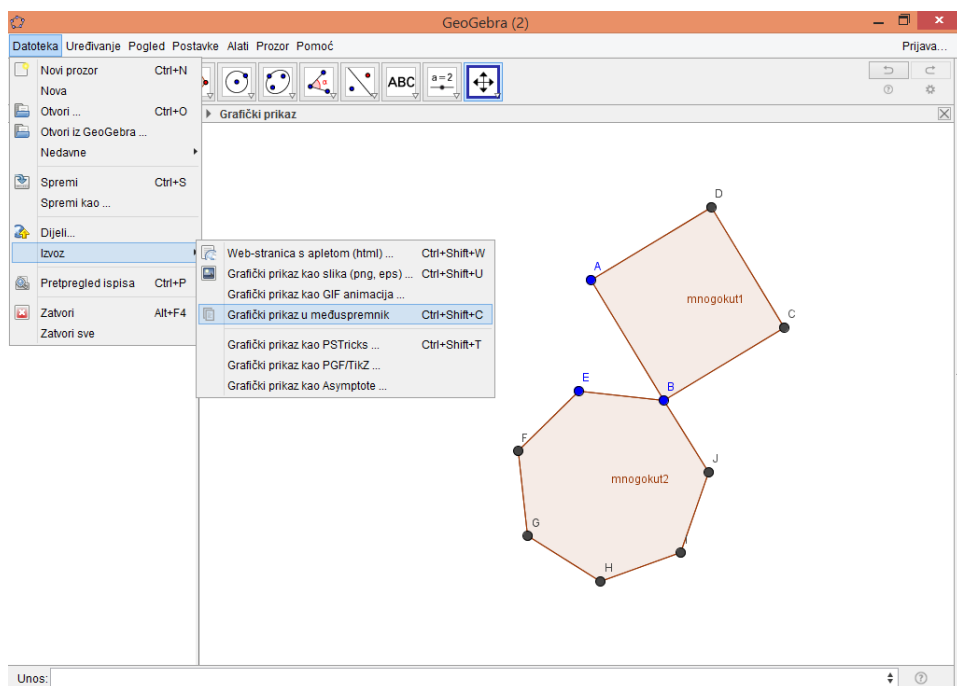 GeoGebra (2)
Datoteka Uređivanje Pogled Postavke Alati Prozor Pomoć Prijava...
Novi prozor Ctrl+N
Nova
Otvori ... Ctrl+O
Otvori iz GeoGebra ...
Nedavne
Spremi Ctrl+S
Spremi kao ...
Dijeli...
Izvoz
Pretpregled ispisa Ctrl+P
Zatvori Alt+F4
Zatvori sve
ABC
a=2
Grafički prikaz
Web-stranica s apletom (html) ... Ctrl+Shift+W
Grafički prikaz kao slika (png, eps) ... Ctrl+Shift+U
Grafički prikaz kao GIF animacija ...
Grafički prikaz u međuspremnik Ctrl+Shift+C
Grafički prikaz kao PSTricks ... Ctrl+Shift+T
Grafički prikaz kao PGF/TikZ ...
Grafički prikaz kao Asymptote ...
D
A
mnogokut1
C
E
B
F
J
mnogokut2
G
I
H
Unos: